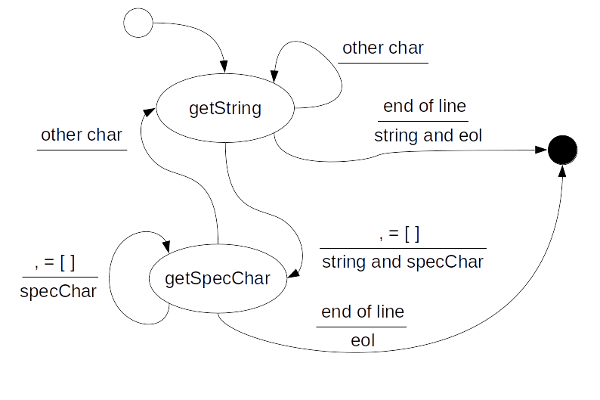 other char
getString
end of line
string and eol
other char
, = [ ]
string and specChar
, = [ ]
specChar
getSpecChar
end of line
eol